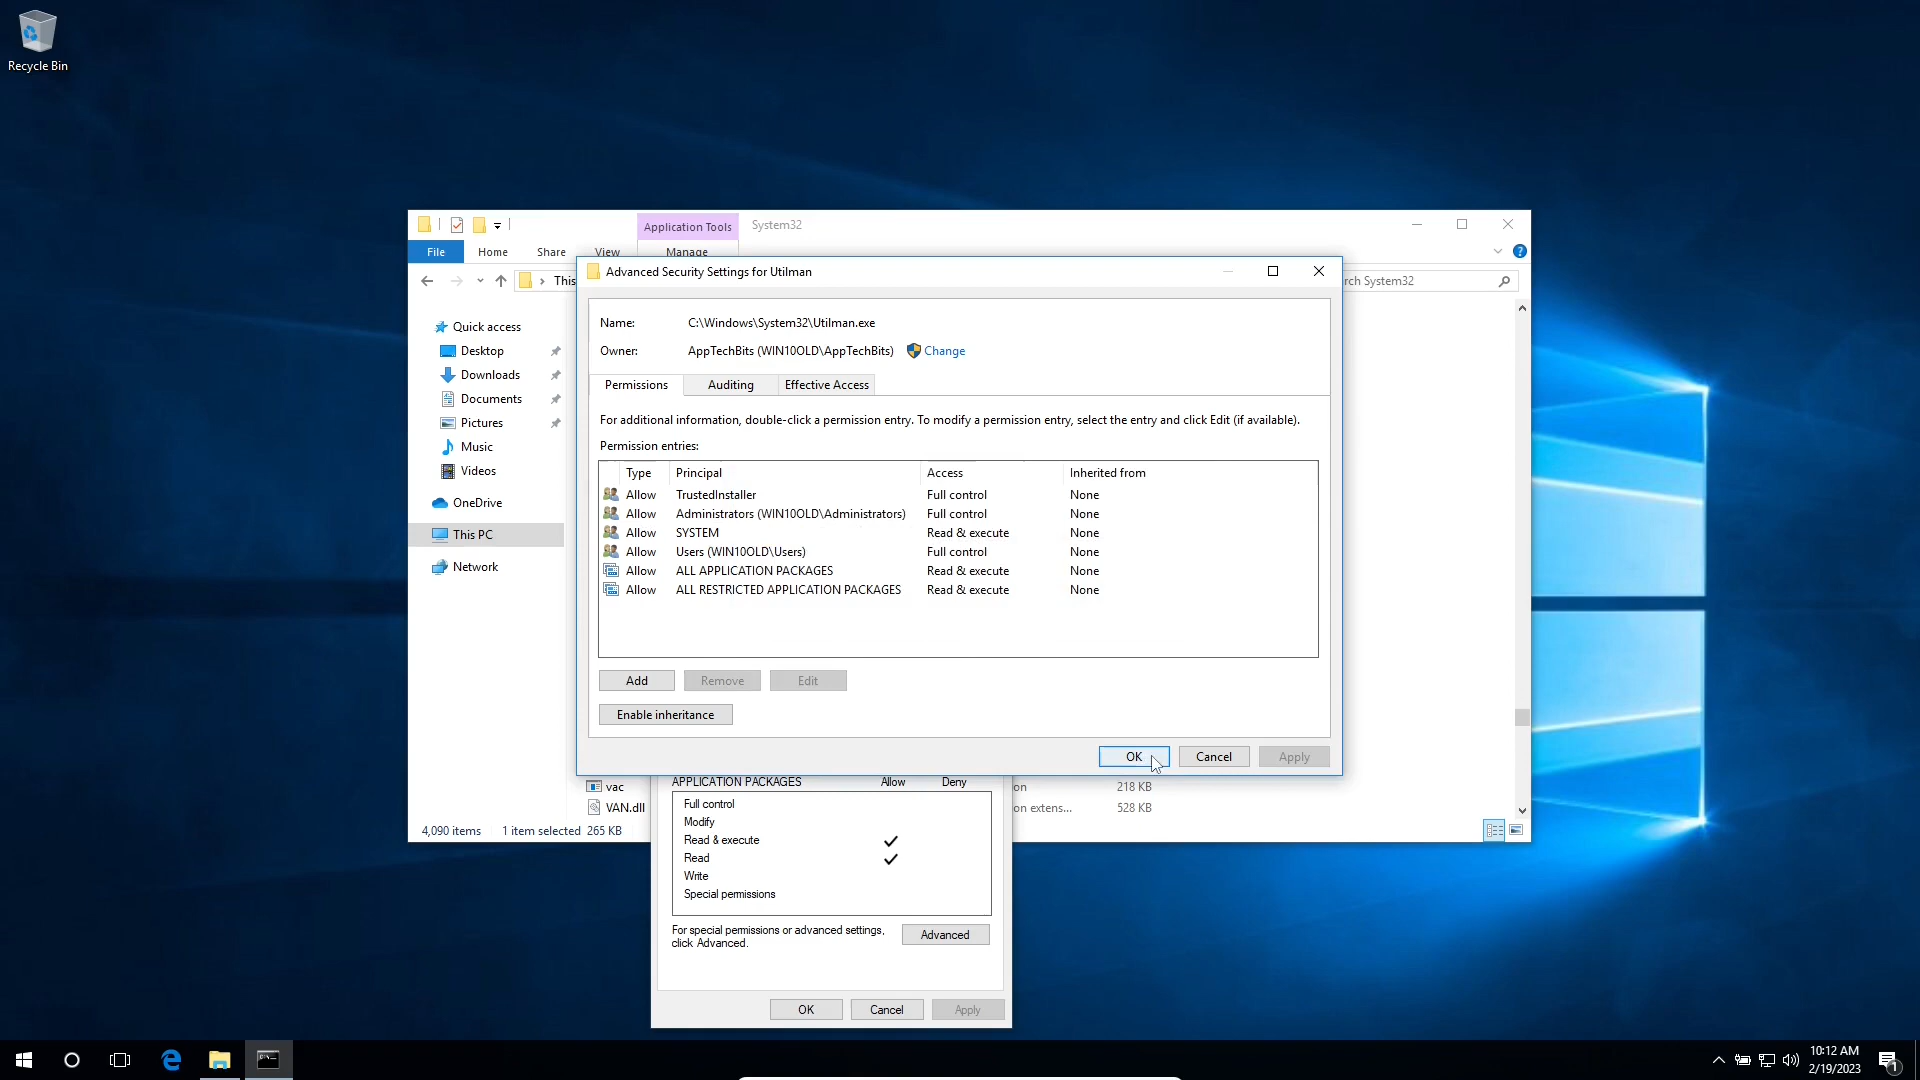 Recycle Bin
Application Tools
System32
File
Home
Share
View
Manage
This
rch System32
Advanced Security Settings for Utilman
Name:
C:\Windows\System32\Utilman.exe
Owner:
AppTechBits (WIN10OLD\AppTechBits)
Change
Permissions
Auditing
Effective Access
For additional information, double-click a permission entry. To modify a permission entry, select the entry and click Edit (if available).
Permission entries:
Type Principal Access Inherited from
Allow TrustedInstaller Full control None
Allow Administrators (WIN10OLD\Administrators) Full control None
Allow SYSTEM Read & execute None
Allow Users (WIN10OLD\Users) Full control None
Allow ALL APPLICATION PACKAGES Read & execute None
Allow ALL RESTRICTED APPLICATION PACKAGES Read & execute None
Add
Remove
Edit
Enable inheritance
OK
Cancel
Apply
Quick access
Desktop
Downloads
Documents
Pictures
Music
Videos
OneDrive
This PC
Network
vac
on
218 KB
VAN.dll
on extens...
528 KB
4,090 items
1 item selected 265 KB
APPLICATION PACKAGES Allow Deny
Full control
Modify
Read & execute
Read
Write
Special permissions
For special permissions or advanced settings,
click Advanced.
Advanced
OK
Cancel
Apply
10:12 AM
2/19/2023
1